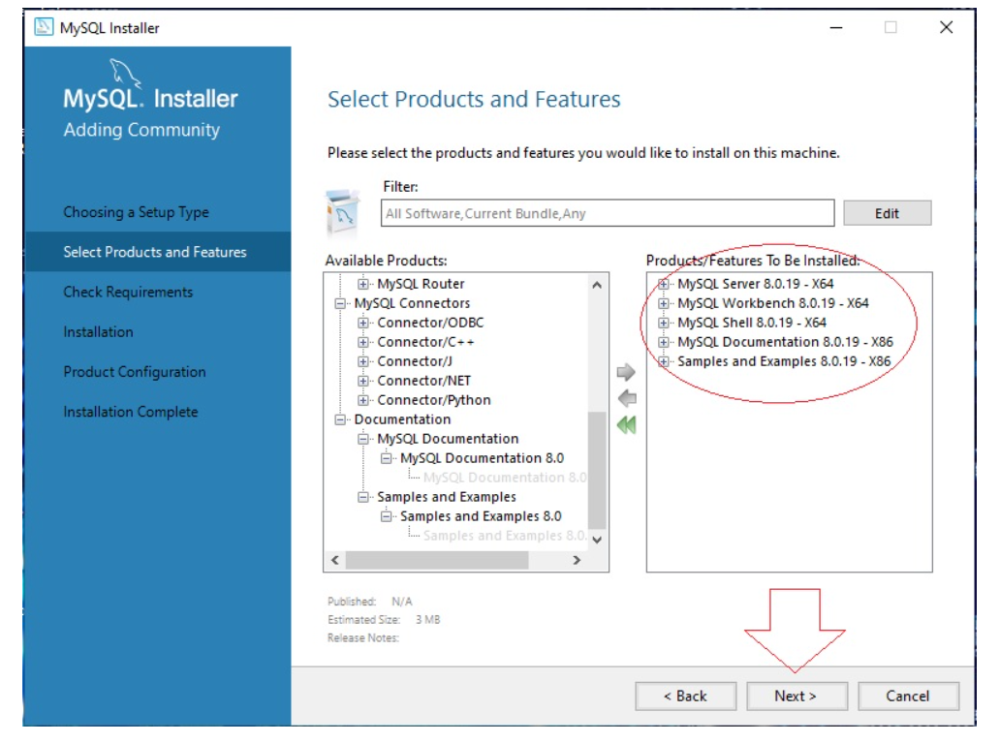 MySQL Installer
MySQL. Installer
Adding Community
Choosing a Setup Type
Select Products and Features
Check Requirements
Installation
Product Configuration
Installation Complete
Select Products and Features
Please select the products and features you would like to install on this machine.
Filter:
All Software,Current Bundle,Any
Edit
Available Products:
MySQL Router
MySQL Connectors
Connector/ODBC
Connector/C++
Connector/J
Connector/NET
Connector/Python
Documentation
MySQL Documentation
MySQL Documentation 8.0
MySQL Documentation 8.0
Samples and Examples
Samples and Examples 8.0
Samples and Examples 8.0.
Products/Features To Be Installed:
MySQL Server 8.0.19 - X64
MySQL Workbench 8.0.19 - X64
MySQL Shell 8.0.19 - X64
MySQL Documentation 8.0.19 - X86
Samples and Examples 8.0.19 - X86
Published: N/A
Estimated Size: 3 MB
Release Notes:
< Back
Next >
Cancel